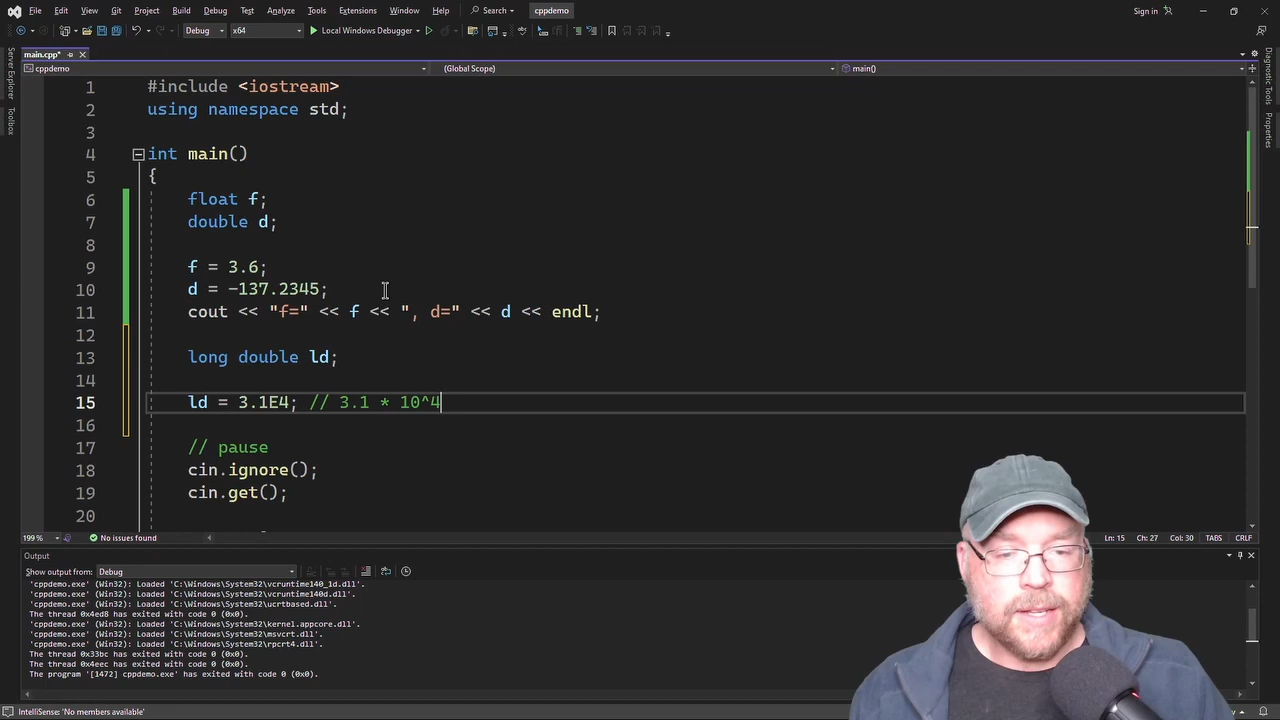 File Edit View Git Project Build Debug Test Analyze Tools Extensions Window Help Search cppdemo Sign in
Debug x64 Local Windows Debugger
main.cpp*
cppdemo (Global Scope) main()
Server Explorer
Toolbox
Diagnostic Tools
Properties
1 #include <iostream>
2 using namespace std;
3
4 int main()
5 {
6 float f;
7 double d;
8
9 f = 3.6;
10 d = -137.2345;
11 cout << "f=" << f << ", d=" << d << endl;
12
13 long double ld;
14
15 ld = 3.1E4; // 3.1 * 10^4
16
17 // pause
18 cin.ignore();
19 cin.get();
20
199 % No issues found Ln: 15 Ch: 27 Col: 30 TABS CRLF
Output
Show output from: Debug
'cppdemo.exe' (Win32): Loaded 'C:\Windows\System32\vcruntime140_1d.dll'.
'cppdemo.exe' (Win32): Loaded 'C:\Windows\System32\vcruntime140d.dll'.
'cppdemo.exe' (Win32): Loaded 'C:\Windows\System32\ucrtbased.dll'.
The thread 0x4ed8 has exited with code 0 (0x0).
'cppdemo.exe' (Win32): Loaded 'C:\Windows\System32\kernel.appcore.dll'.
'cppdemo.exe' (Win32): Loaded 'C:\Windows\System32\msvcrt.dll'.
'cppdemo.exe' (Win32): Loaded 'C:\Windows\System32\rpcrt4.dll'.
The thread 0x33bc has exited with code 0 (0x0).
The thread 0x4eec has exited with code 0 (0x0).
The program '[1472] cppdemo.exe' has exited with code 0 (0x0).
IntelliSense: 'No members available'